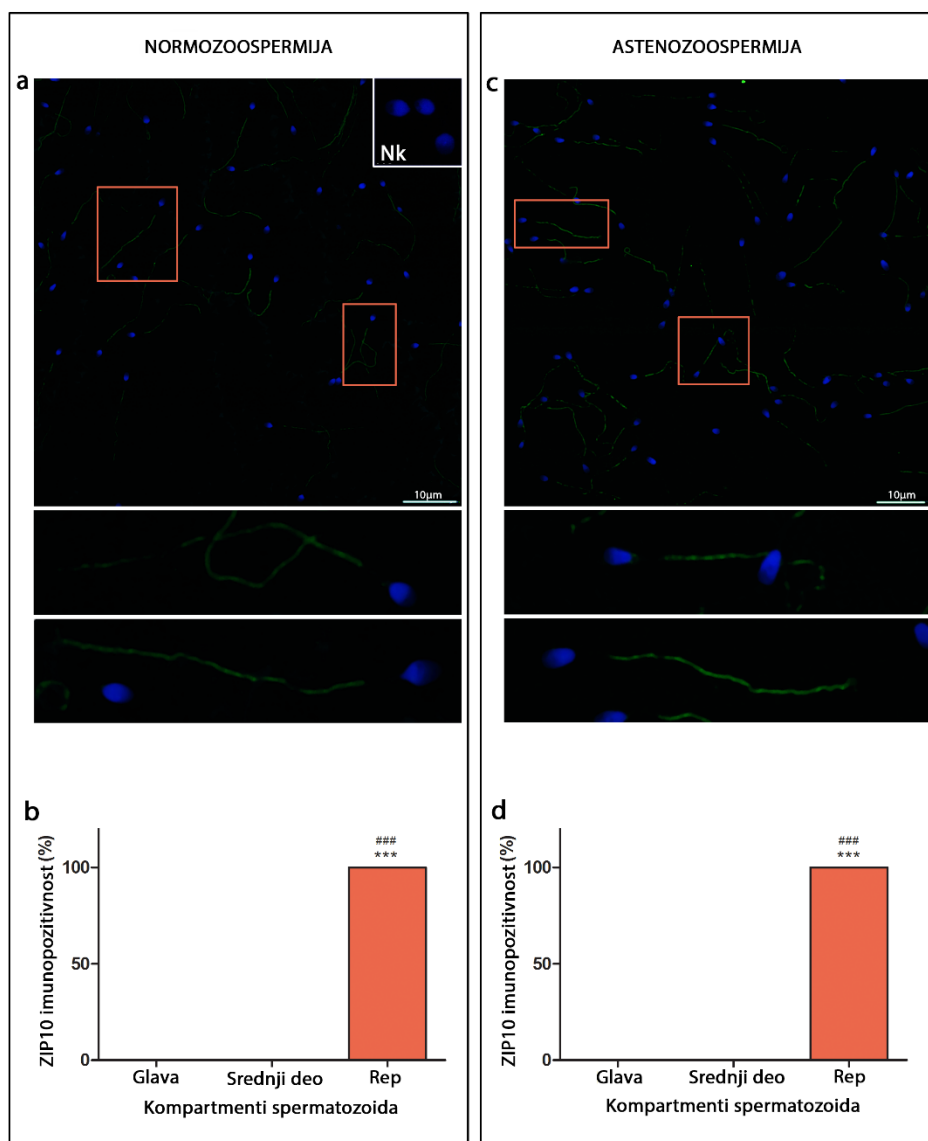 NORMOZOOSPERMIJA
a
Nk
10µm
b
ZIP10 imunopozitivnost (%)
100
50
0
###
***
Glava
Srednji deo
Rep
Kompartmenti spermatozoida
ASTENOZOOSPERMIJA
c
10µm
d
ZIP10 imunopozitivnost (%)
100
50
0
###
***
Glava
Srednji deo
Rep
Kompartmenti spermatozoida